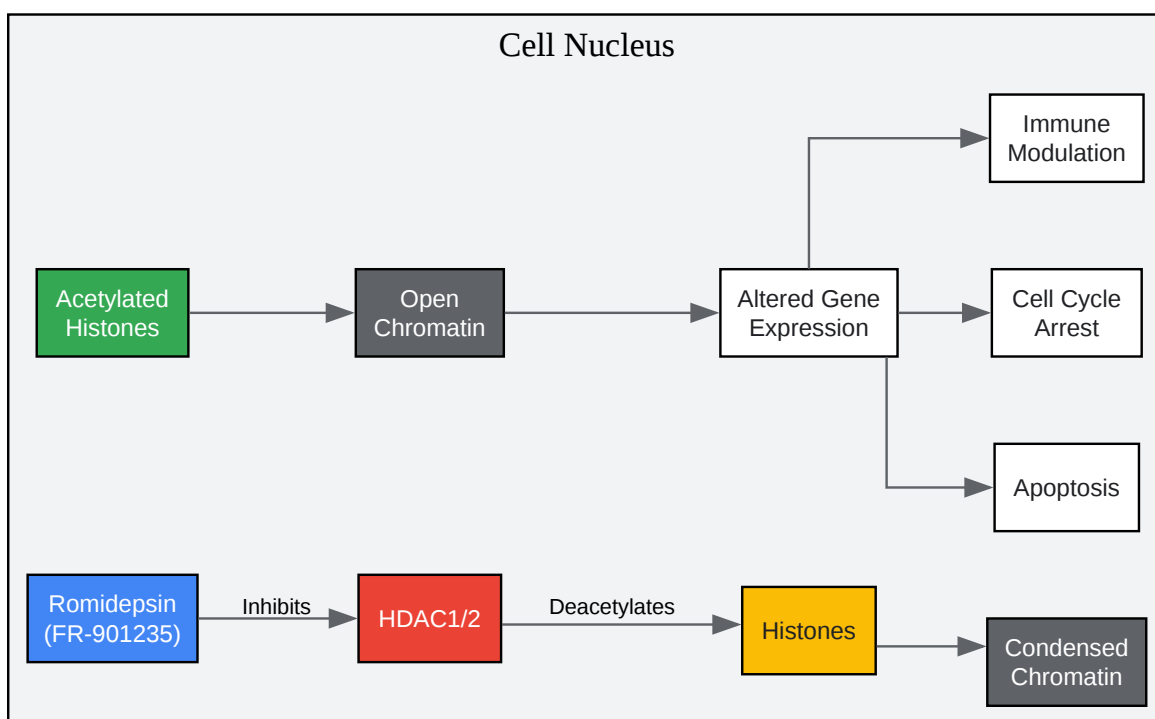 Cell Nucleus
Immune
Modulation
Acetylated
Histones
Open
Chromatin
Altered Gene
Expression
Cell Cycle
Arrest
Apoptosis
Romidepsin
(FR-901235)
Inhibits
HDAC1/2
Deacetylates
Histones
Condensed
Chromatin